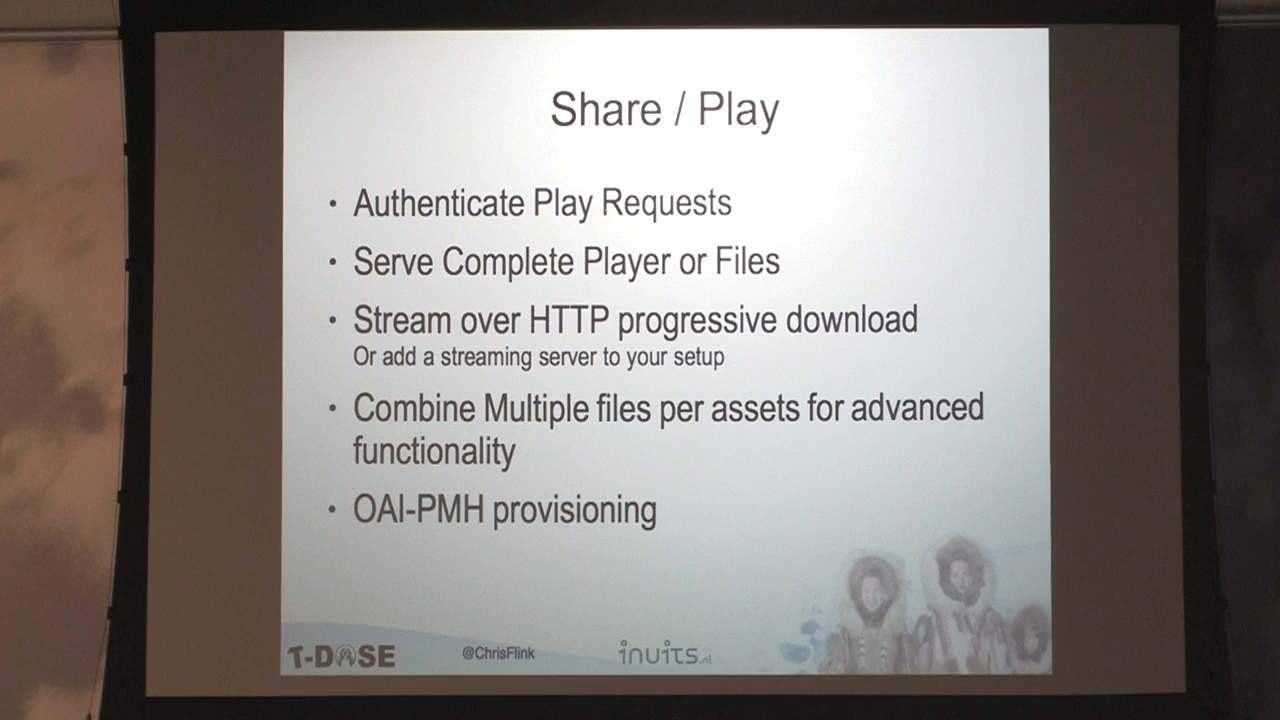 Share / Play
• Authenticate Play Requests
• Serve Complete Player or Files
• Stream over HTTP progressive download
Or add a streaming server to your setup
• Combine Multiple files per assets for advanced
functionality
• OAI-PMH provisioning
T-DOSE
@ChrisFlink
inuits.nl